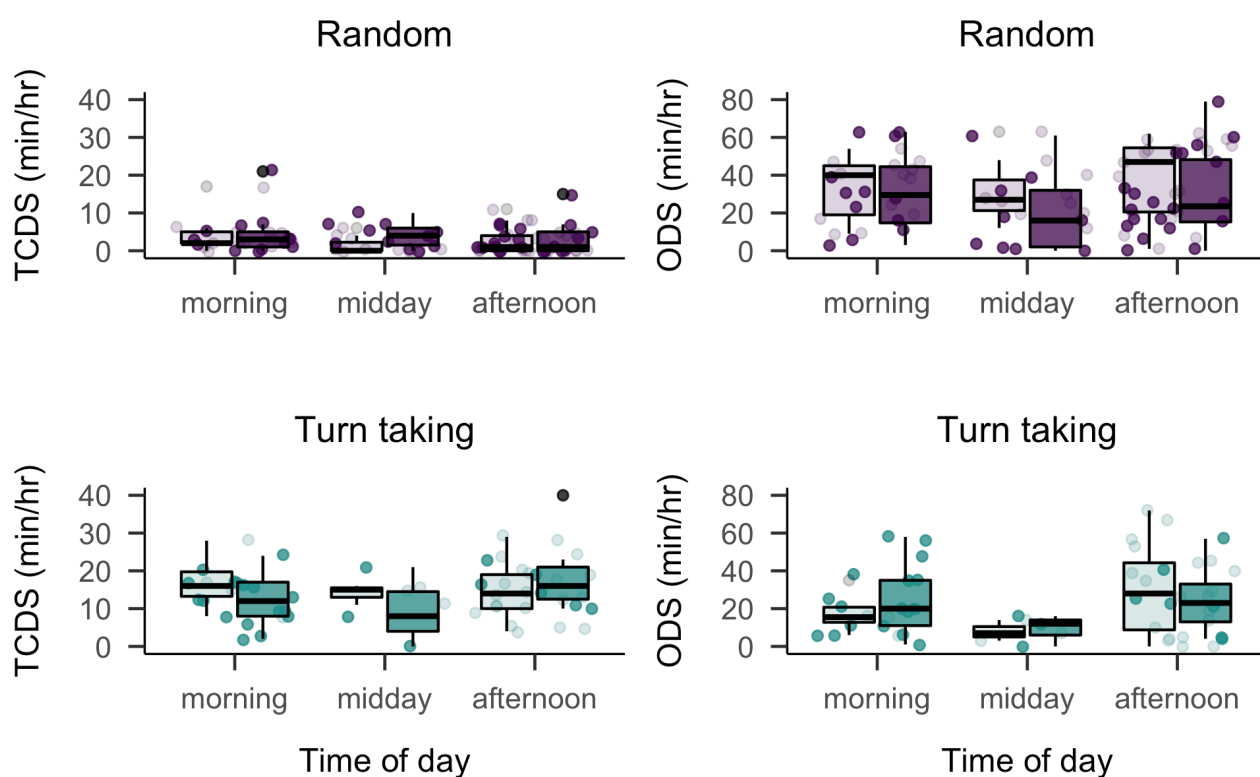 Random
TCDS (min/hr)
40
30
20
10
0
morning midday afternoon
Random
ODS (min/hr)
80
60
40
20
0
morning midday afternoon
Turn taking
TCDS (min/hr)
40
30
20
10
0
morning midday afternoon
Time of day
Turn taking
ODS (min/hr)
80
60
40
20
0
morning midday afternoon
Time of day